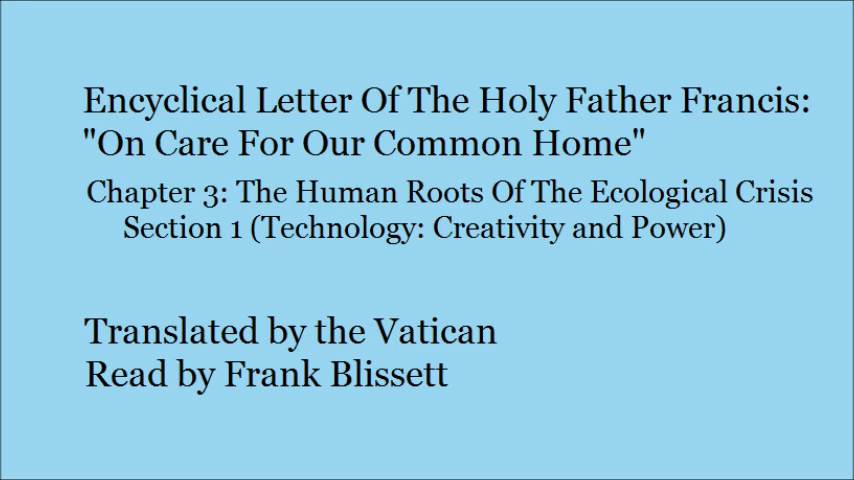 Encyclical Letter Of The Holy Father Francis:
"On Care For Our Common Home"
Chapter 3: The Human Roots Of The Ecological Crisis
Section 1 (Technology: Creativity and Power)
Translated by the Vatican
Read by Frank Blissett